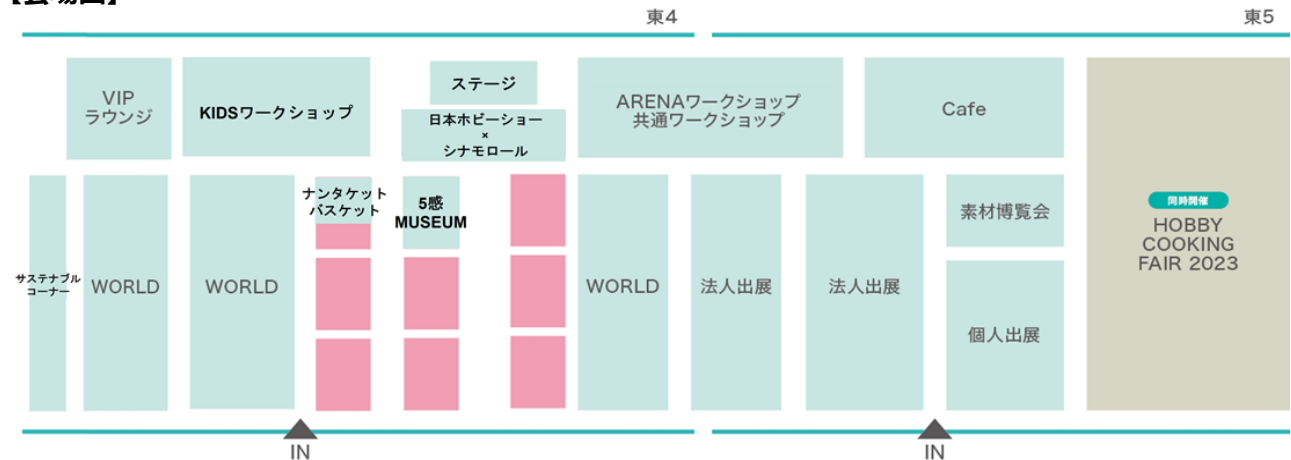 【会場図】
東4
東5
VIP
ラウンジ
KIDSワークショップ
ステージ
日本ホビーショー
×
シナモロール
ARENAワークショップ
共通ワークショップ
Cafe
サステナブル
コーナー
WORLD
WORLD
ナンタケット
バスケット
5感
MUSEUM
WORLD
法人出展
法人出展
素材博覧会
個人出展
同時開催
HOBBY
COOKING
FAIR 2023
IN
IN